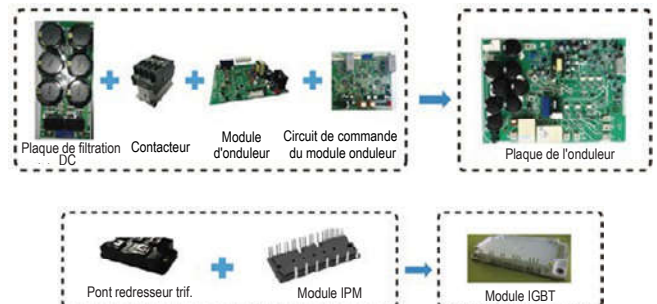 Plaque de filtration
DC
Contacteur
Module
d'onduleur
Circuit de commande
du module onduleur
Plaque de l'onduleur
Pont redresseur trif.
Module IPM
Module IGBT